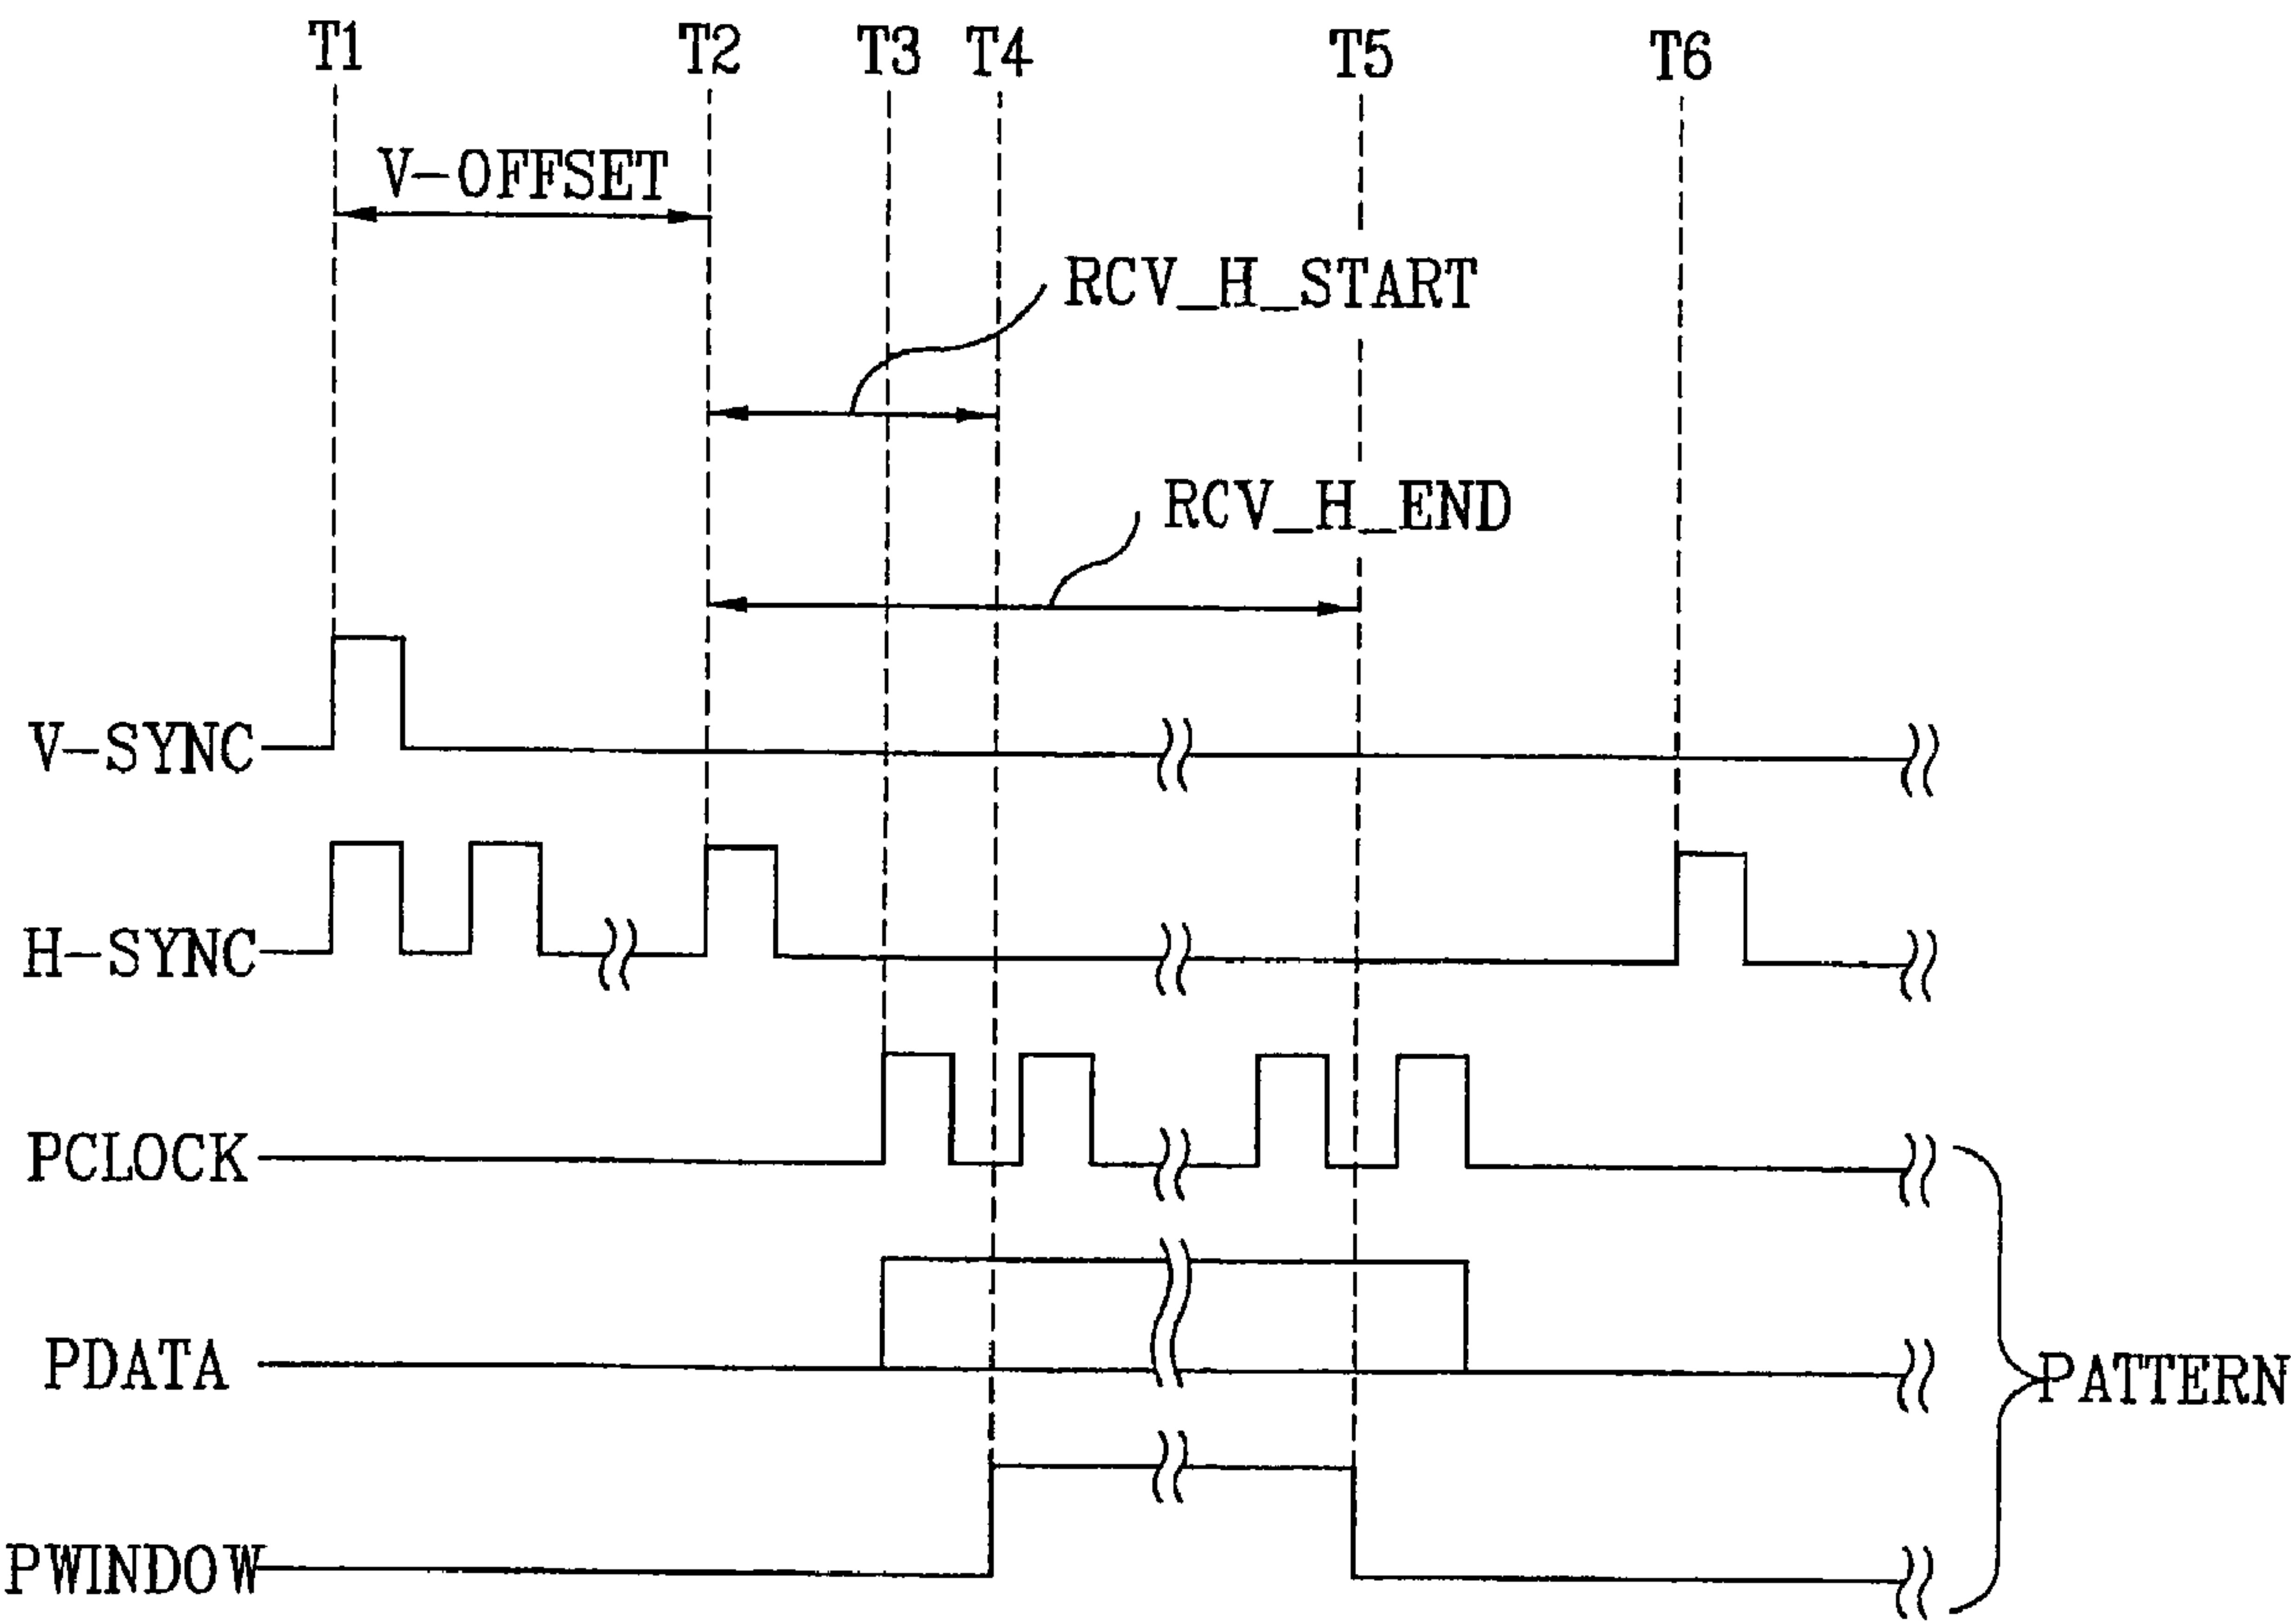 T1 T2 T3 T4 T5 T6
V-OFFSET
RCV_H_START
RCV_H_END
V-SYNC
H-SYNC
PCLOCK
PDATA
PATTERN
PWINDOW